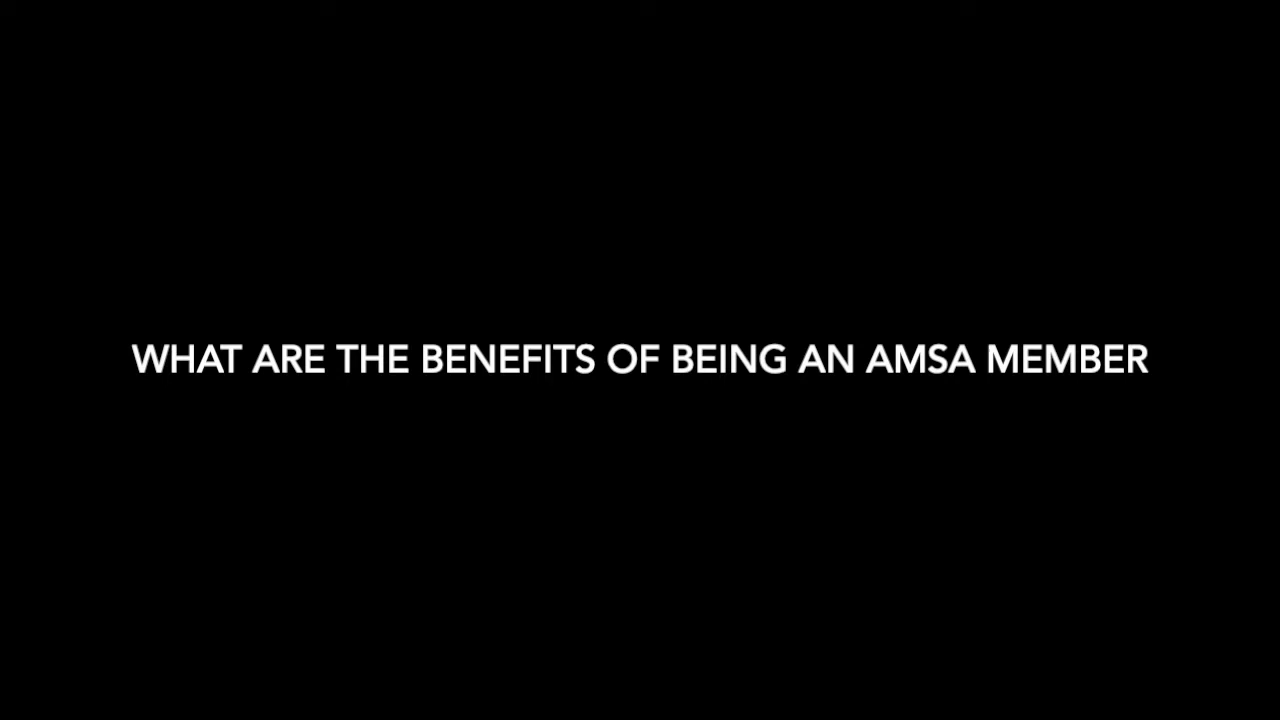 WHAT ARE THE BENEFITS OF BEING AN AMSA MEMBER